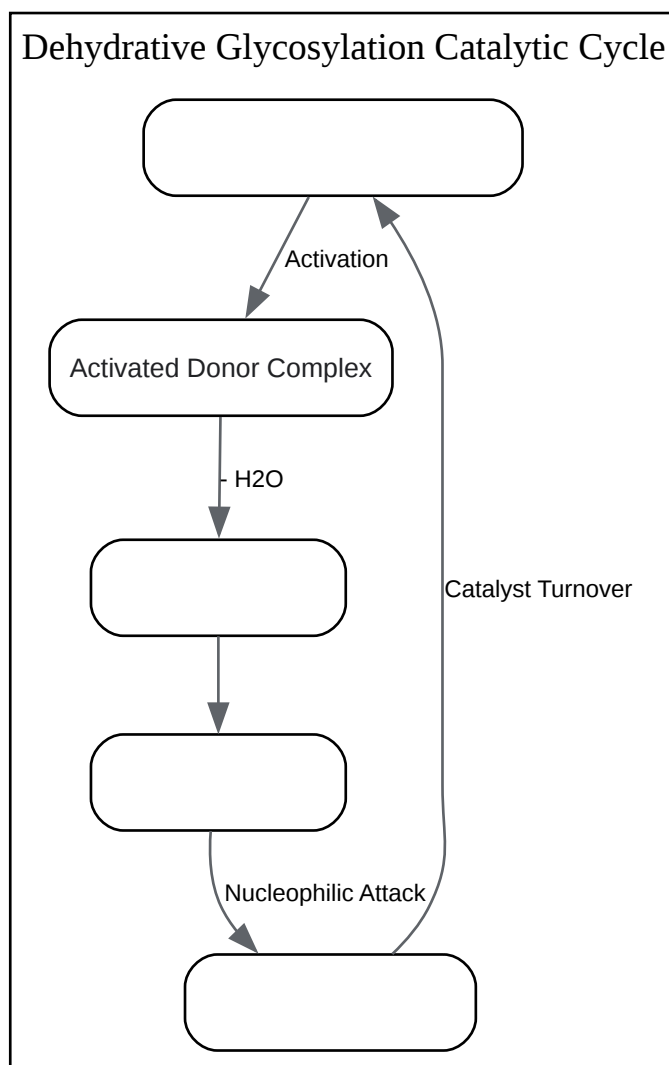 Dehydrative Glycosylation Catalytic Cycle
Activation
Activated Donor Complex
- H2O
Catalyst Turnover
Nucleophilic Attack